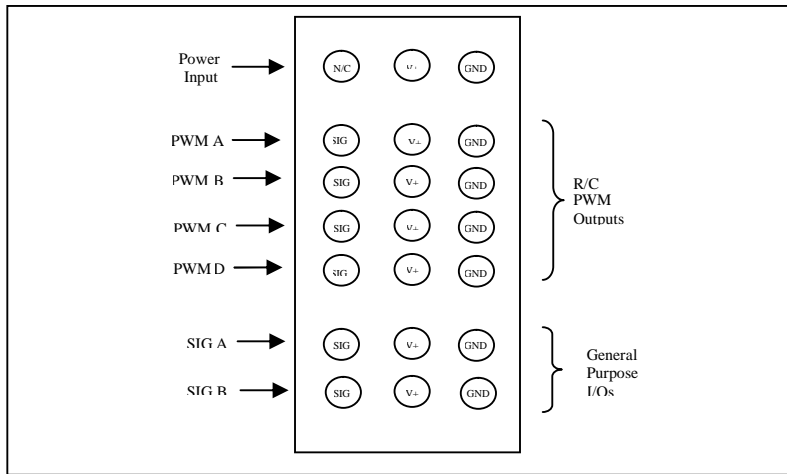 Power
Input
N/C V+ GND
PWM A SIG V+ GND
PWM B SIG V+ GND
R/C
PWM
Outputs
PWM C SIG V+ GND
PWM D SIG V+ GND
SIG A SIG V+ GND
General
Purpose
I/Os
SIG B SIG V+ GND